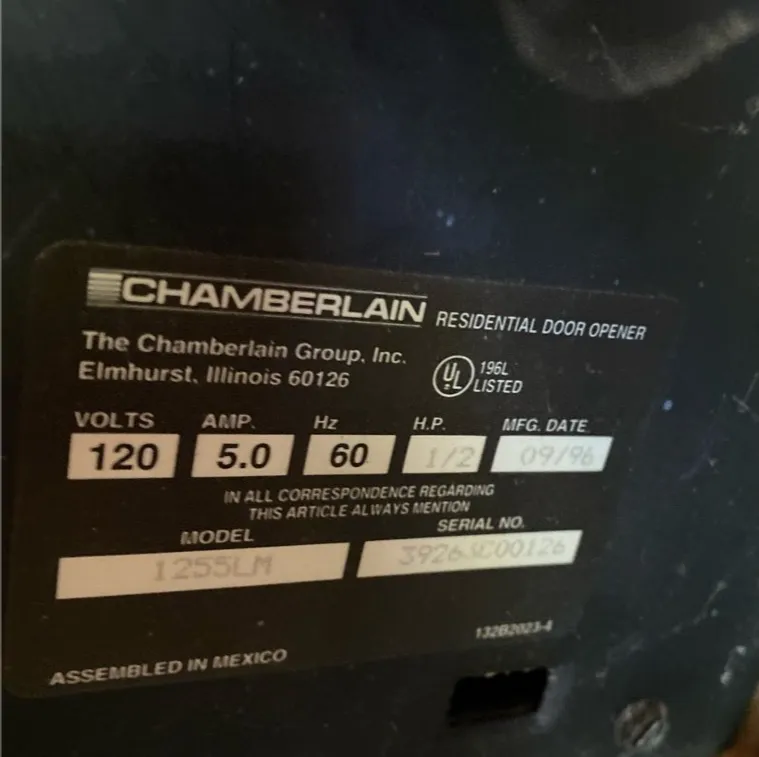 CHAMBERLAIN RESIDENTIAL DOOR OPENER
The Chamberlain Group, Inc.
Elmhurst, Illinois 60126
UL 196L
LISTED
VOLTS AMP. Hz H.P. MFG. DATE
120 5.0 60 1/2 09/96
IN ALL CORRESPONDENCE REGARDING
THIS ARTICLE ALWAYS MENTION
MODEL SERIAL NO.
1255LM
132B2023-4
ASSEMBLED IN MEXICO